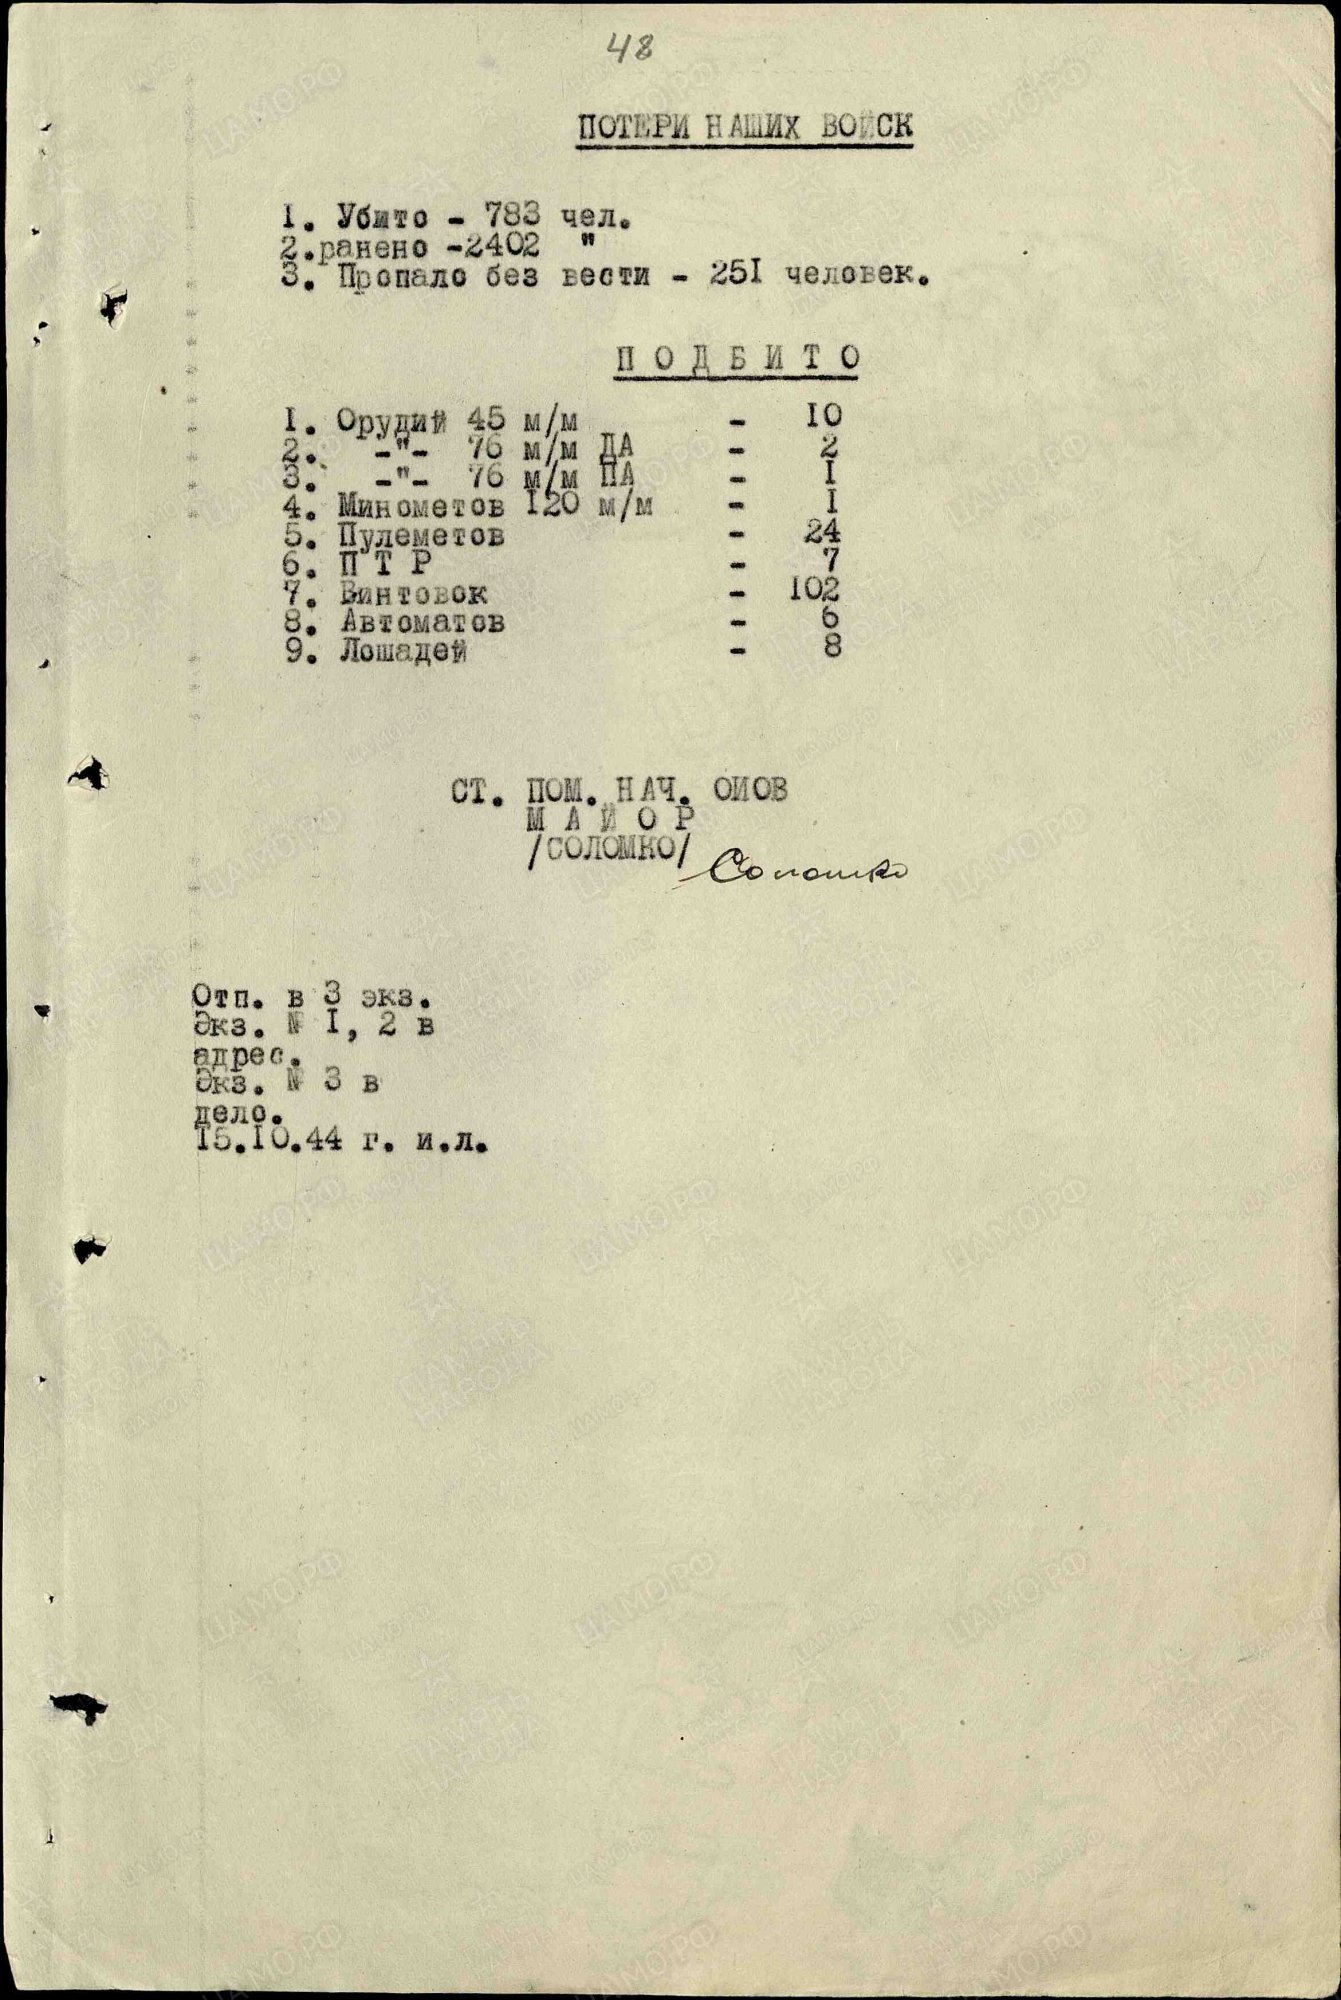 48
ПОТЕРИ НАШИХ ВОЙСК
1. Убито - 783 чел.
2.ранено -2402 "
3. Пропало без вести - 251 человек.
П О Д Б И Т О
1. Орудий 45 м/м - 10
2. -"- 76 м/м ДА - 2
3. -"- 76 м/м ПА - 1
4. Минометов 120 м/м - 1
5. Пулеметов - 24
6. П Т Р - 7
7. Винтовок - 102
8. Автоматов - 6
9. Лошадей - 8
СТ. ПОМ. НАЧ. ОИОВ
М А Й О Р
/СОЛОМКО/ Соломко
Отп. в 3 экз.
Экз. № 1, 2 в
адрес.
Экз. № 3 в
дело.
15.10.44 г. и.л.